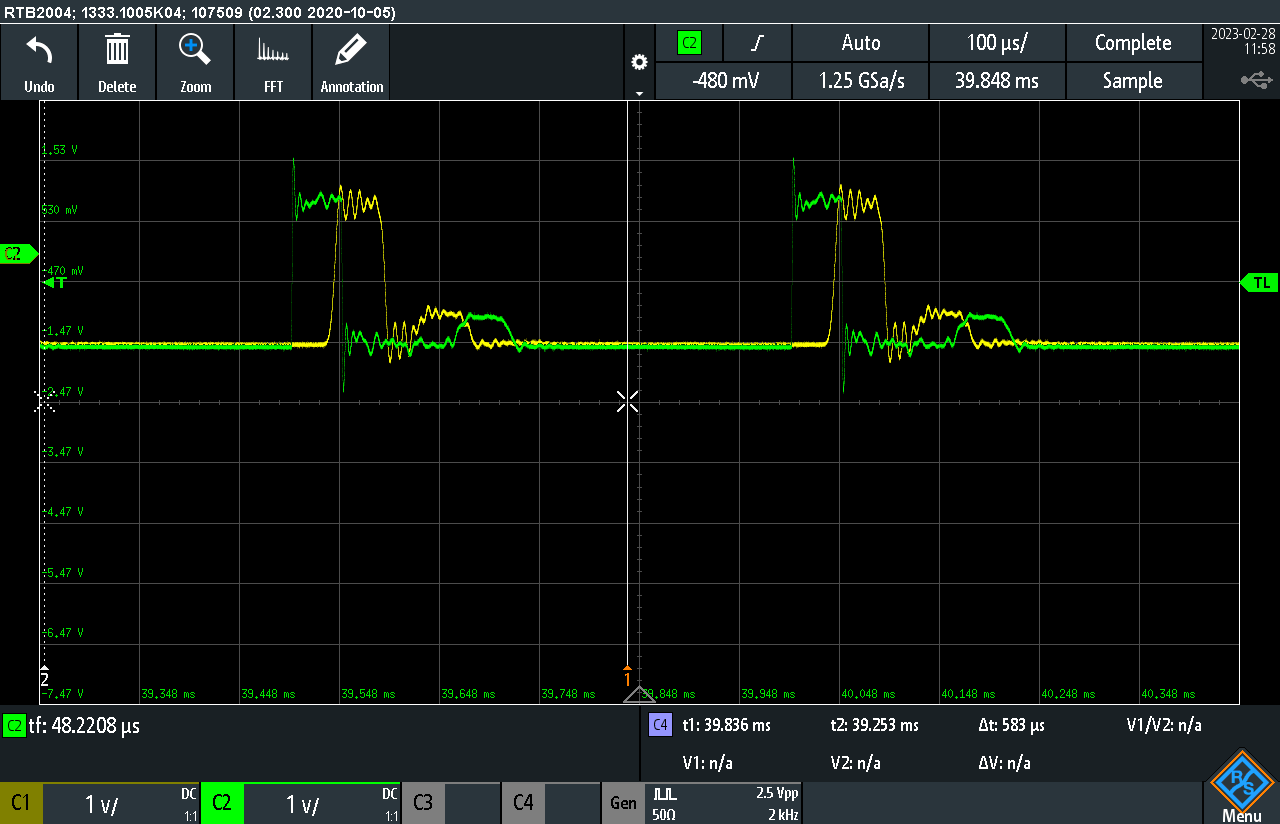 RTB2004; 1333.1005K04; 107509 (02.300 2020-10-05)
Undo
Delete
Zoom
FFT
Annotation
C2
Auto
100 µs/
Complete
-480 mV
1.25 GSa/s
39.848 ms
Sample
2023-02-28
11:58
1.53 V
530 mV
C2
-470 mV
T
TL
-1.47 V
-2.47 V
-3.47 V
-4.47 V
-5.47 V
-6.47 V
2
1
-7.47 V
39.348 ms
39.448 ms
39.548 ms
39.648 ms
39.748 ms
39.848 ms
39.948 ms
40.048 ms
40.148 ms
40.248 ms
40.348 ms
C2 tf: 48.2208 µs
C4 t1: 39.836 ms t2: 39.253 ms Δt: 583 µs V1/V2: n/a
V1: n/a V2: n/a ΔV: n/a
C1 1 V/ DC 1:1
C2 1 V/ DC 1:1
C3
C4
Gen
2.5 Vpp
50Ω 2 kHz
R&S
Menu